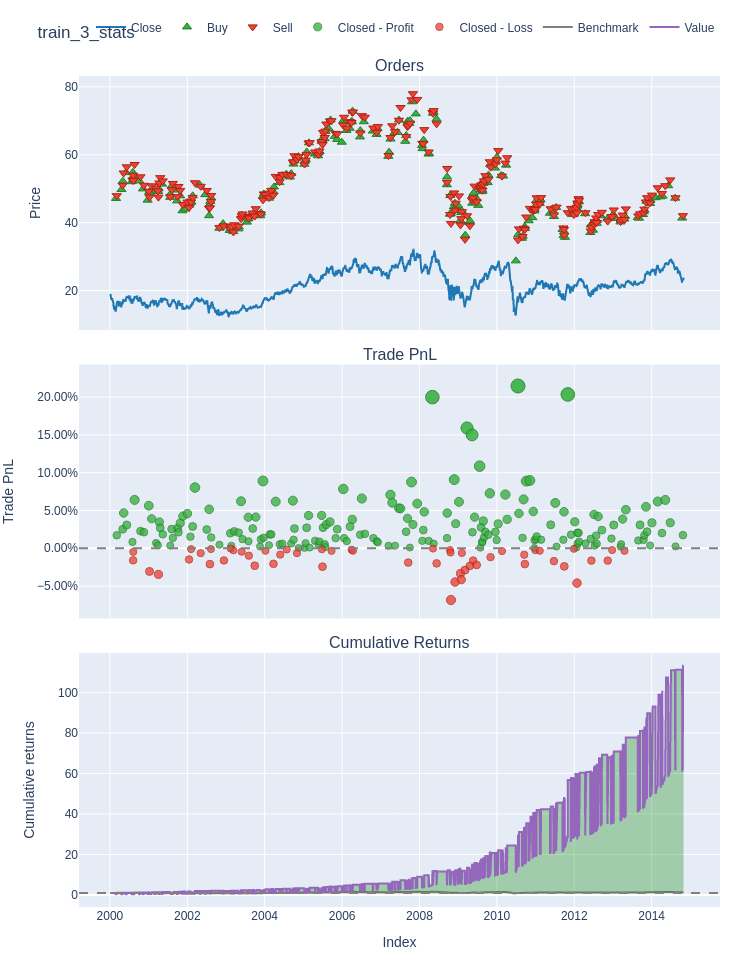 train_3_stats
Close Buy Sell Closed - Profit Closed - Loss Benchmark Value
Orders
80
60
40
20
Price
Trade PnL
20.00%
15.00%
10.00%
5.00%
0.00%
−5.00%
Trade PnL
Cumulative Returns
100
80
60
40
20
0
Cumulative returns
2000 2002 2004 2006 2008 2010 2012 2014
Index